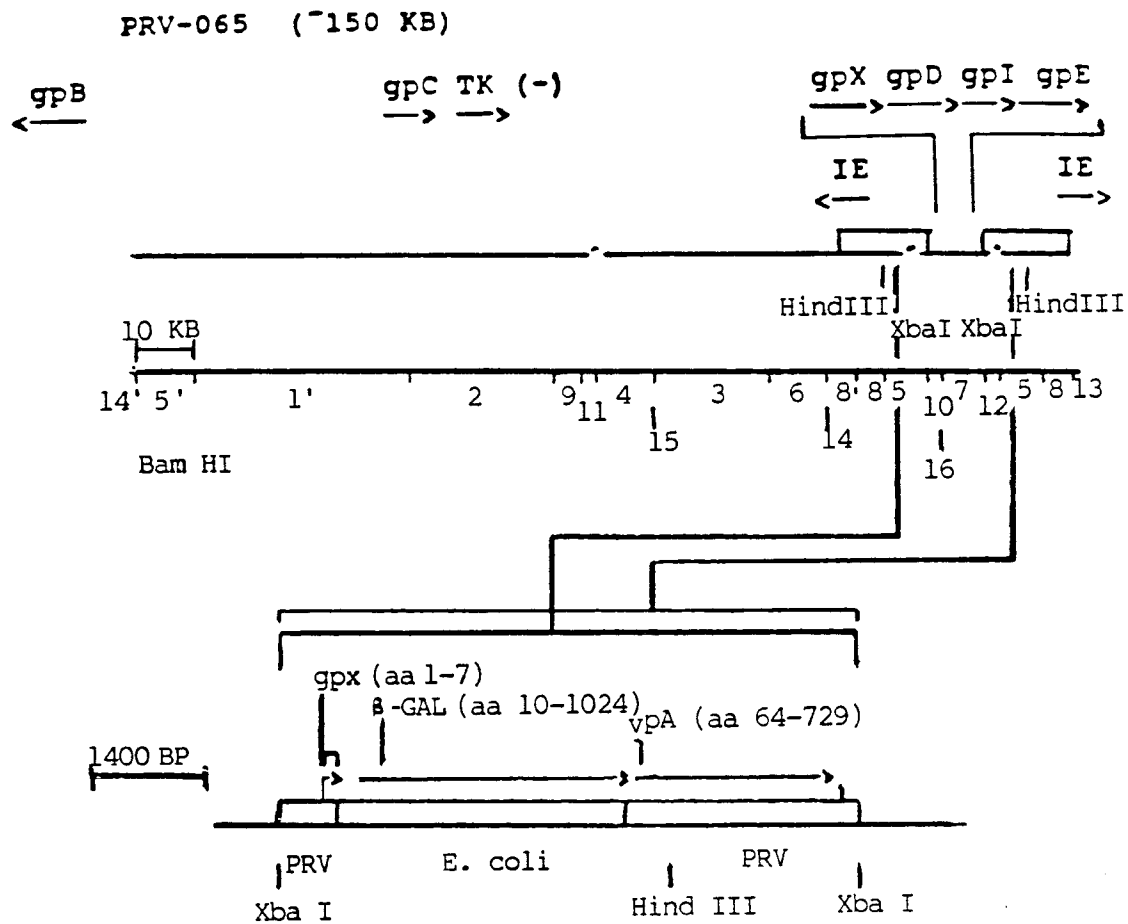 PRV-065 (~150 KB)
gpX gpD gpI gpE
gpB gpC TK (-)
IE IE
HindIII HindIII
XbaI XbaI
10 KB
14' 5' 1' 2 9 11 4 3 6 8' 8 5 7 12 5 8 13
10
15 14
16
Bam HI
gpx (aa 1-7)
β-GAL (aa 10-1024)
vpA (aa 64-729)
1400 BP
PRV E. coli PRV
Xba I Hind III Xba I